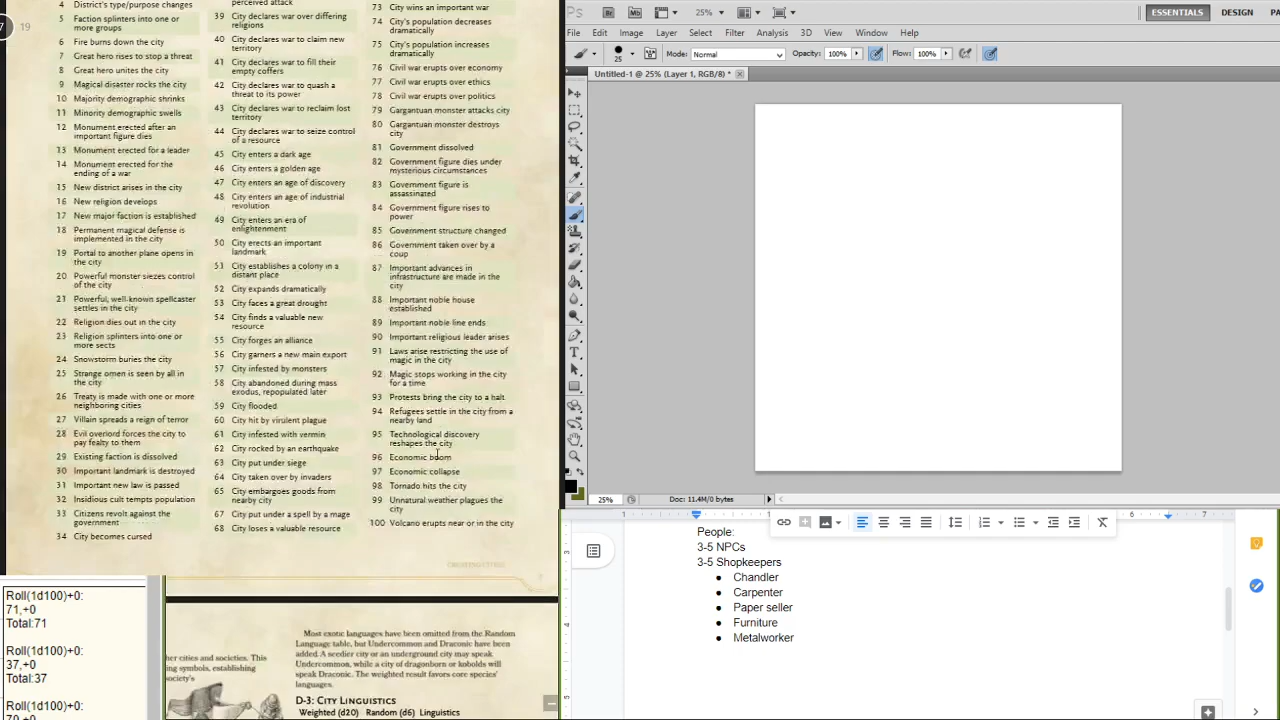 19
4 District's type/purpose changes
5 Faction splinters into one or
more groups
6 Fire burns down the city
7 Great hero rises to stop a threat
8 Great hero unites the city
9 Magical disaster rocks the city
10 Majority demographic shrinks
11 Minority demographic swells
12 Monument erected after an
important figure dies
13 Monument erected for a leader
14 Monument erected for the
ending of a war
15 New district arises in the city
16 New religion develops
17 New major faction is established
18 Permanent magical defense is
implemented in the city
19 Portal to another plane opens in
the city
20 Powerful monster siezes control
of the city
21 Powerful, well-known spellcaster
settles in the city
22 Religion dies out in the city
23 Religion splinters into one or
more sects
24 Snowstorm buries the city
25 Strange omen is seen by all in
the city
26 Treaty is made with one or more
neighboring cities
27 Villain spreads a reign of terror
28 Evil overlord forces the city to
pay fealty to them
29 Existing faction is dissolved
30 Important landmark is destroyed
31 Important new law is passed
32 Insidious cult tempts population
33 Citizens revolt against the
government
34 City becomes cursed
perceived attack
39 City declares war over differing
religions
40 City declares war to claim new
territory
41 City declares war to fill their
empty coffers
42 City declares war to quash a
threat to its power
43 City declares war to reclaim lost
territory
44 City declares war to seize control
of a resource
45 City enters a dark age
46 City enters a golden age
47 City enters an age of discovery
48 City enters an age of industrial
revolution
49 City enters an era of
enlightenment
50 City erects an important
landmark
51 City establishes a colony in a
distant place
52 City expands dramatically
53 City faces a great drought
54 City finds a valuable new
resource
55 City forges an alliance
56 City garners a new main export
57 City infested by monsters
58 City abandoned during mass
exodus, repopulated later
59 City flooded
60 City hit by virulent plague
61 City infested with vermin
62 City rocked by an earthquake
63 City put under siege
64 City taken over by invaders
65 City embargoes goods from
nearby city
67 City put under a spell by a mage
68 City loses a valuable resource
73 City wins an important war
74 City's population decreases
dramatically
75 City's population increases
dramatically
76 Civil war erupts over economy
77 Civil war erupts over ethics
78 Civil war erupts over politics
79 Gargantuan monster attacks city
80 Gargantuan monster destroys
city
81 Government dissolved
82 Government figure dies under
mysterious circumstances
83 Government figure is
assassinated
84 Government figure rises to
power
85 Government structure changed
86 Government taken over by a
coup
87 Important advances in
infrastructure are made in the
city
88 Important noble house
established
89 Important noble line ends
90 Important religious leader arises
91 Laws arise restricting the use of
magic in the city
92 Magic stops working in the city
for a time
93 Protests bring the city to a halt
94 Refugees settle in the city from a
nearby land
95 Technological discovery
reshapes the city
96 Economic boom
97 Economic collapse
98 Tornado hits the city
99 Unnatural weather plagues the
city
100 Volcano erupts near or in the city
7
Roll(1d100)+0:
71,+0
Total:71
Roll(1d100)+0:
37,+0
Total:37
Roll(1d100)+0:
her cities and societies. This
ing symbols, establishing
society's
Most exotic languages have been omitted from the Random
Language table, but Undercommon and Draconic have been
added. A seedier city or an underground city may speak
Undercommon, while a city of dragonborn or kobolds will
speak Draconic. The weighted result favors core species'
languages.
D-3: City Linguistics
Weighted (d20) Random (d6) Linguistics
Ps Br Mb 25% ESSENTIALS DESIGN
File Edit Image Layer Select Filter Analysis 3D View Window Help
25 Mode: Normal Opacity: 100% Flow: 100%
Untitled-1 @ 25% (Layer 1, RGB/8) *
25% Doc: 11.4M/0 bytes
1 6 7
3
4
5
People:
3-5 NPCs
3-5 Shopkeepers
● Chandler
● Carpenter
● Paper seller
● Furniture
● Metalworker